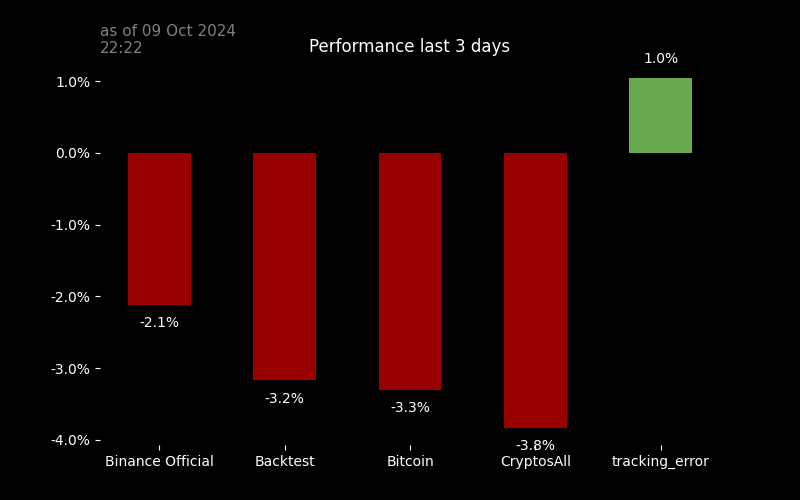 as of 09 Oct 2024
22:22
Performance last 3 days
1.0%
1.0%
0.0%
-1.0%
-2.0%
-3.0%
-4.0%
-2.1%
-3.2%
-3.3%
-3.8%
Binance Official
Backtest
Bitcoin
CryptosAll
tracking_error